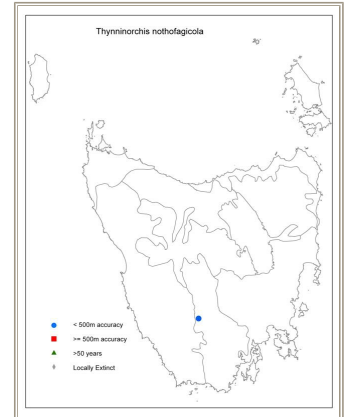 Thynninorchis nothofagicola
< 500m accuracy
>= 500m accuracy
>50 years
Locally Extinct